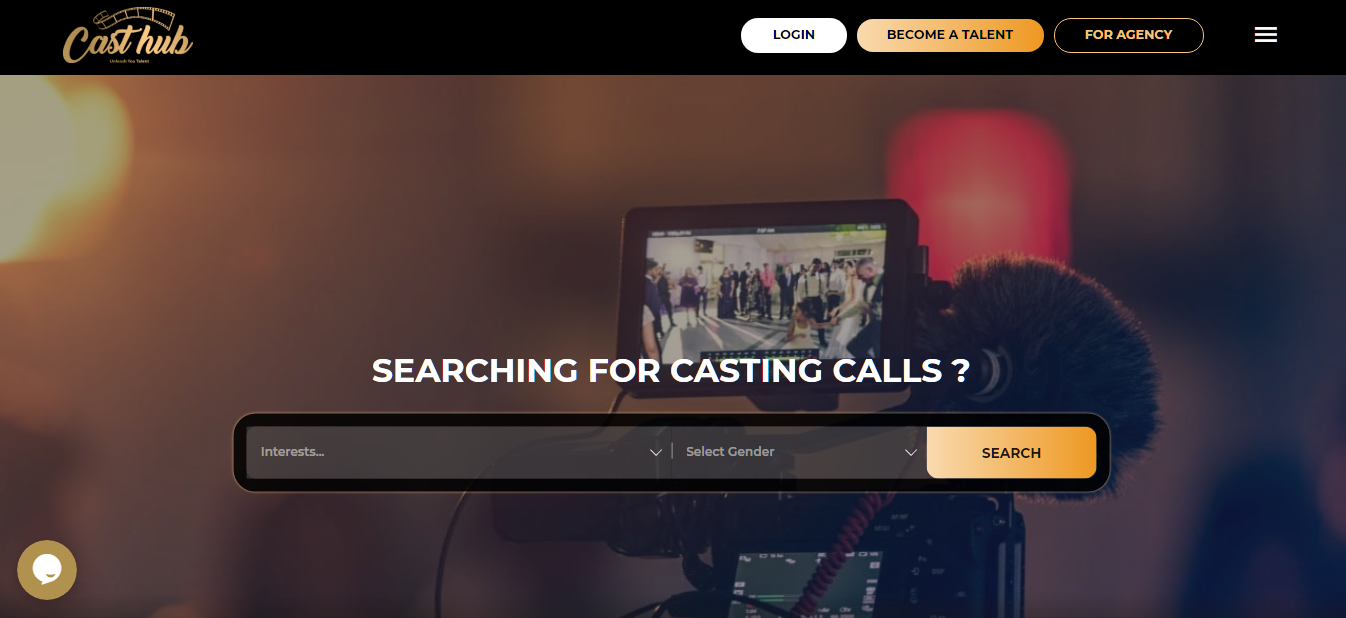 Cast hub
Unleash You Talent
LOGIN
BECOME A TALENT
FOR AGENCY
SEARCHING FOR CASTING CALLS ?
Interests...
Select Gender
SEARCH